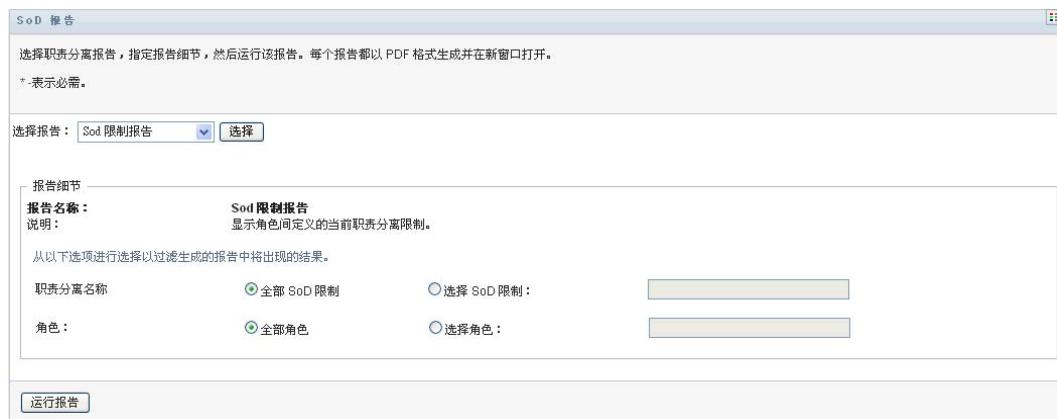 SoD 报告
选择职责分离报告，指定报告细节，然后运行该报告。每个报告都以 PDF 格式生成并在新窗口打开。
* -表示必需。
选择报告： Sod 限制报告 选择
报告细节
报告名称： Sod 限制报告
说明： 显示角色间定义的当前职责分离限制。
从以下选项进行选择以过滤生成的报告中将出现的结果。
职责分离名称 全部 SoD 限制 选择 SoD 限制：
角色： 全部角色 选择角色：
运行报告